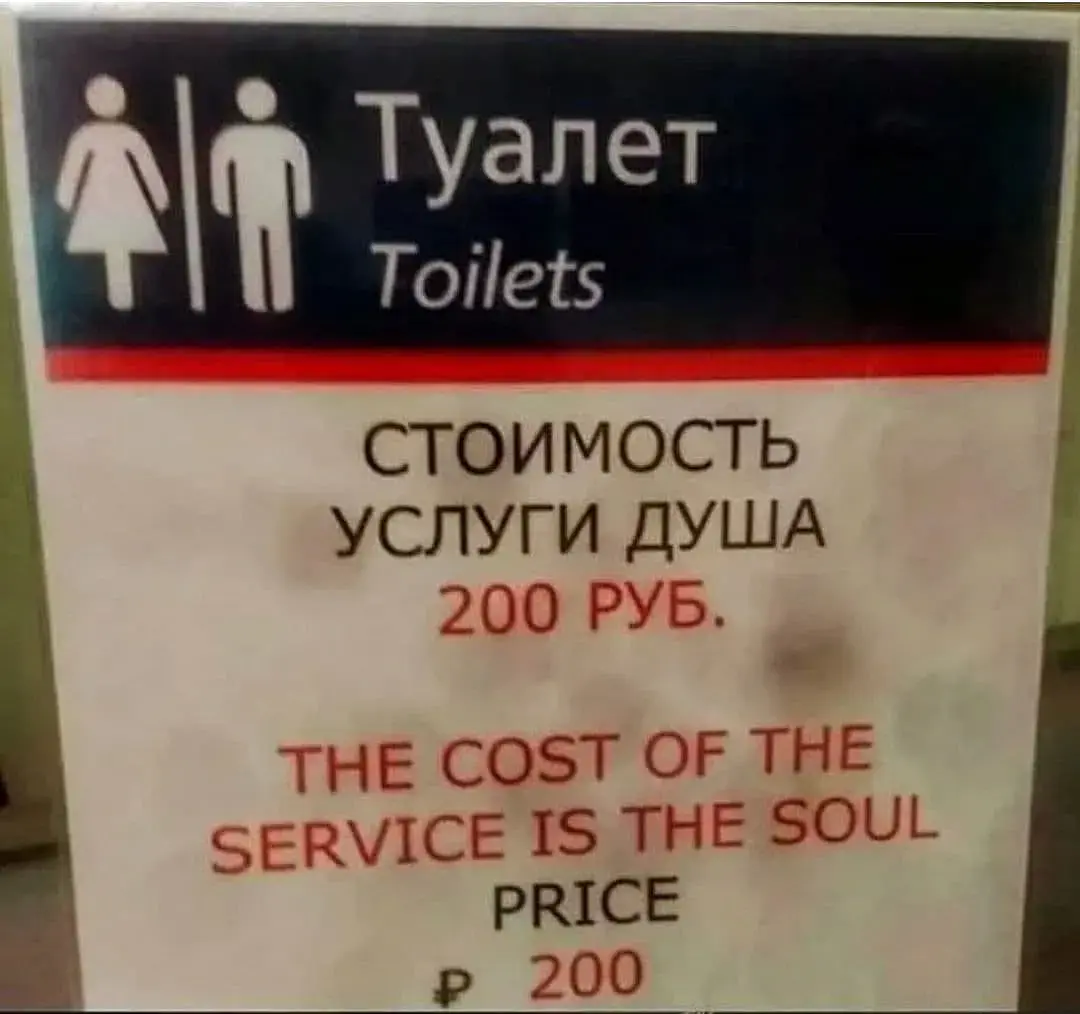 Туалет
Toilets
СТОИМОСТЬ
УСЛУГИ ДУША
200 РУБ.
THE COST OF THE
SERVICE IS THE SOUL
PRICE
₽ 200